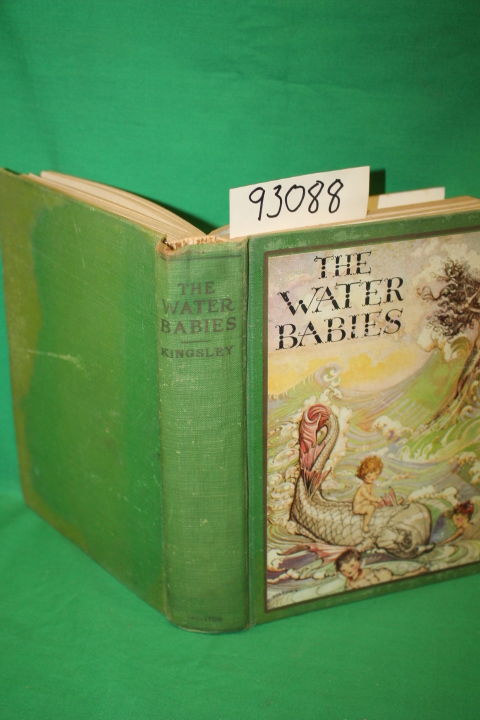 93088
THE
WATER
BABIES
KINGSLEY
THE
WATER
BABIES